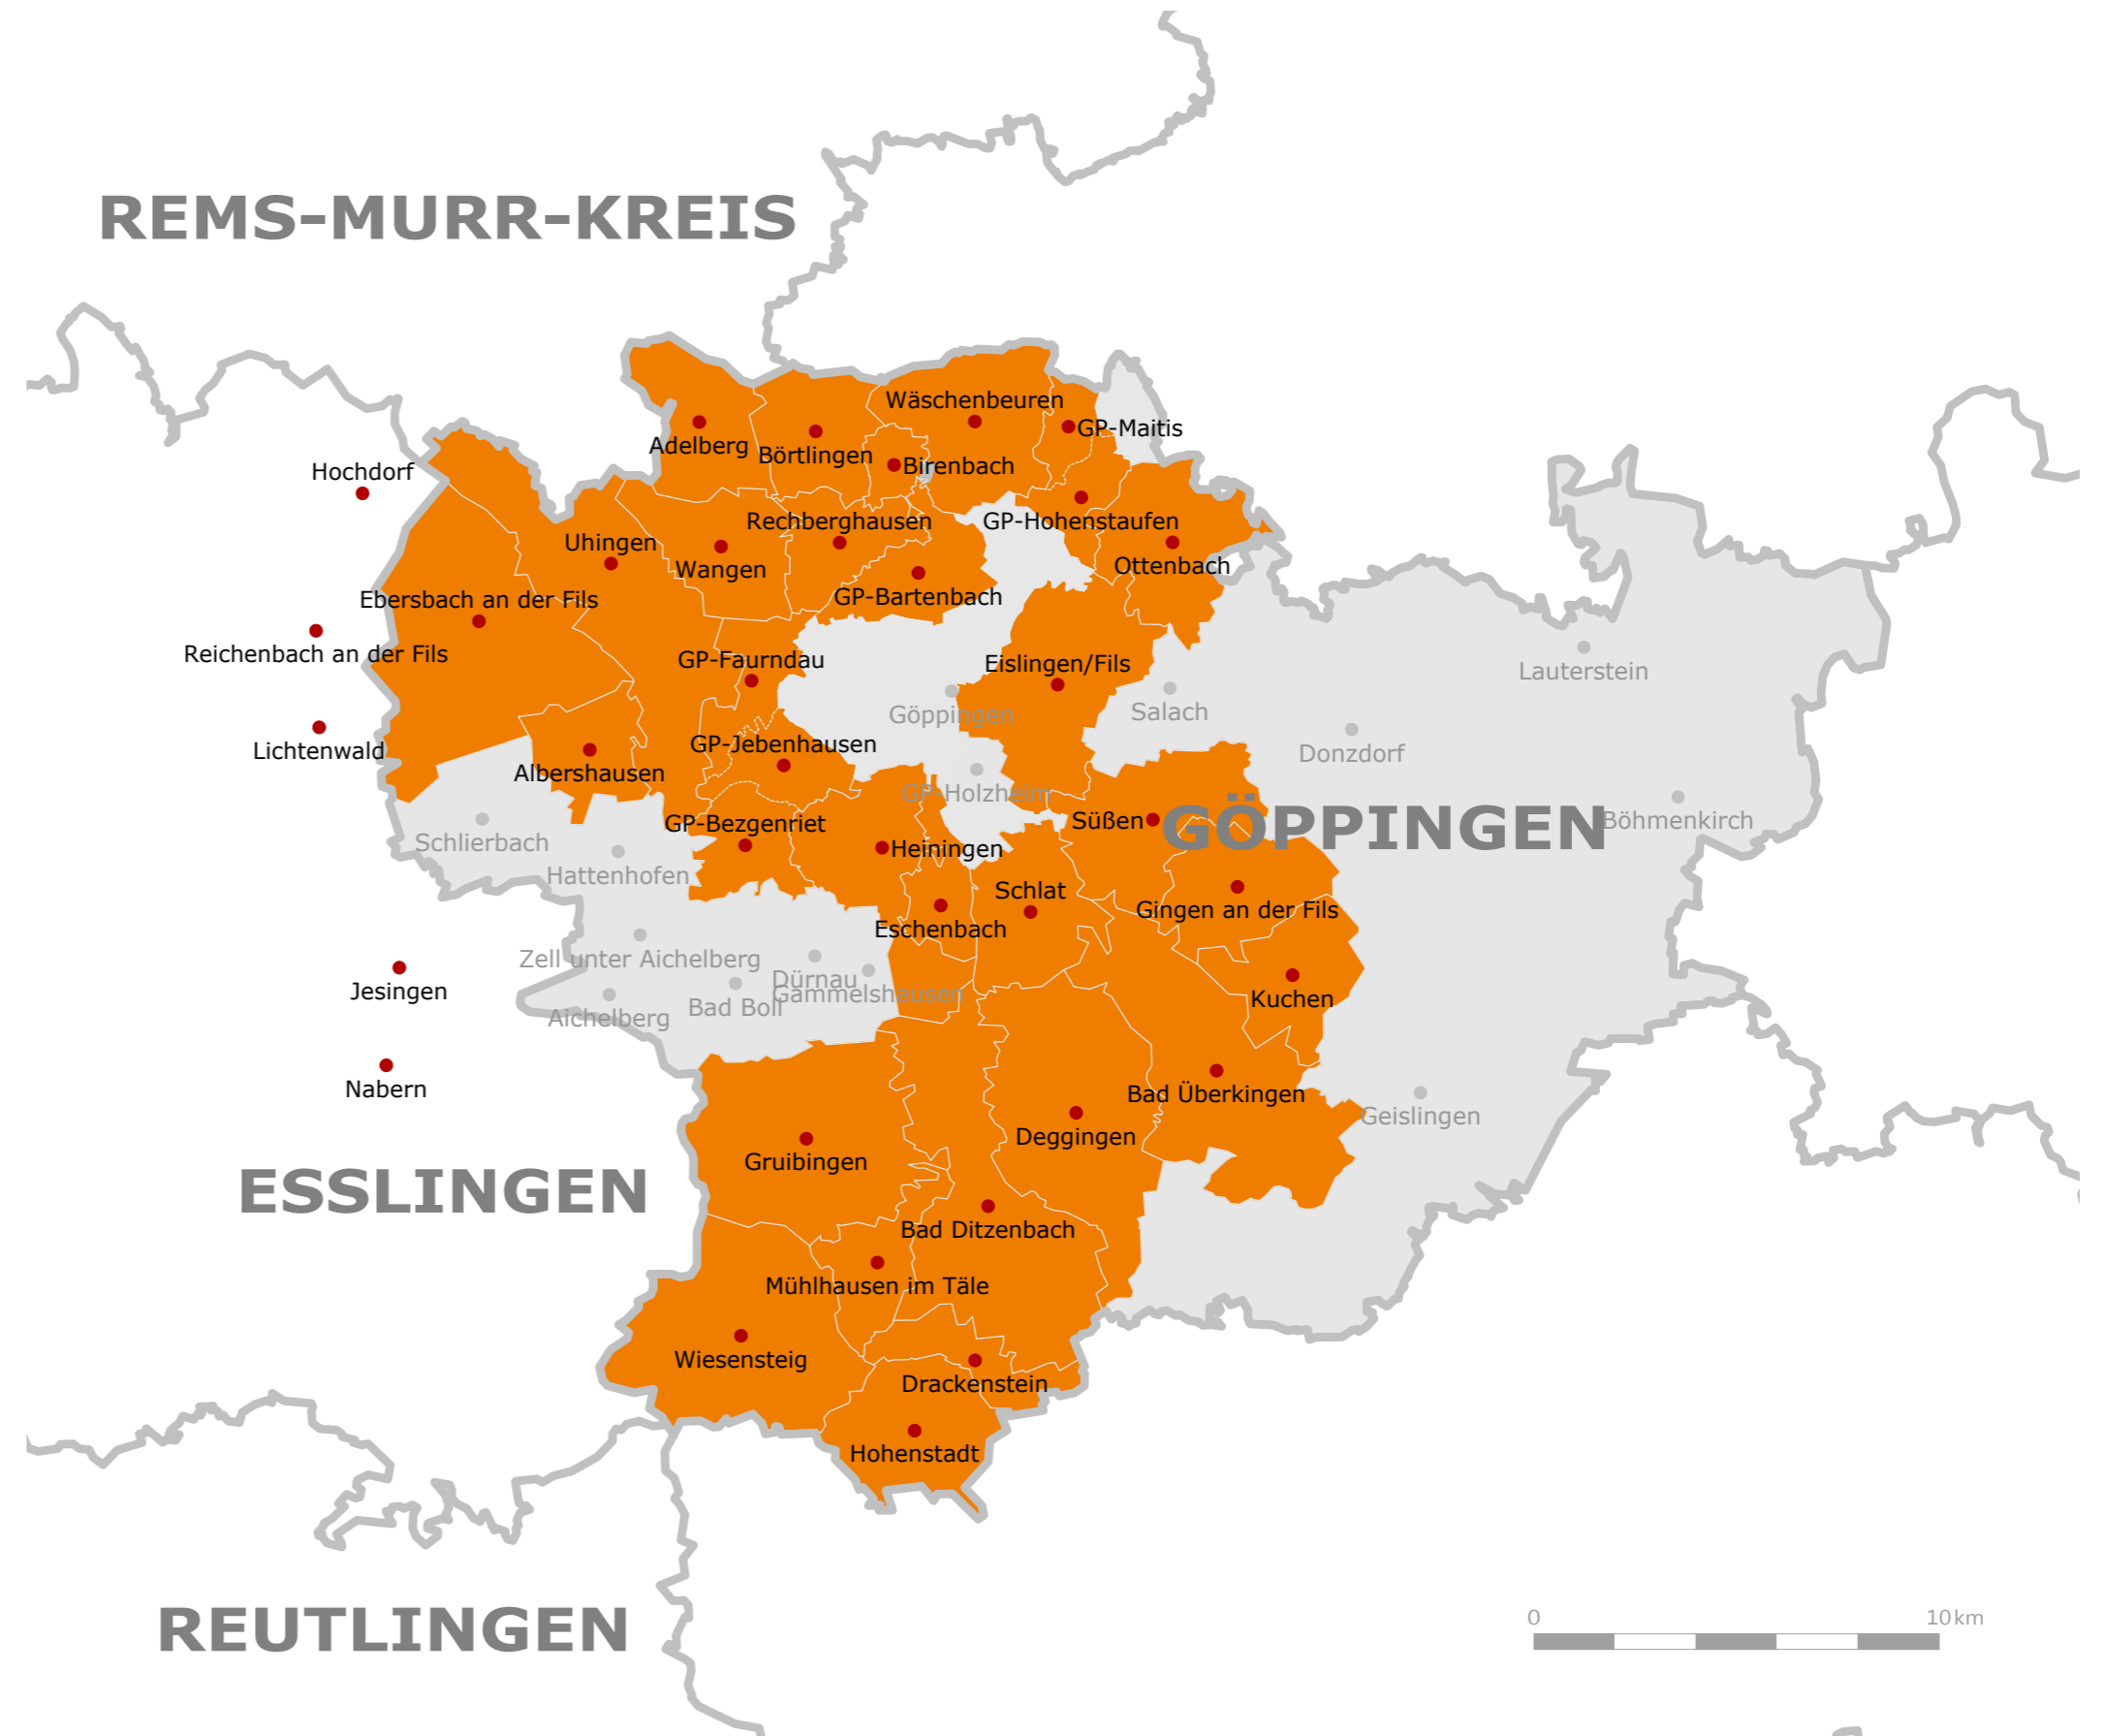 REMS-MURR-KREIS
Wäschenbeuren
GP-Maitis
Adelberg
Börtlingen
Birenbach
Hochdorf
Rechberghausen
GP-Hohenstaufen
Uhingen
Wangen
Ottenbach
Ebersbach an der Fils
GP-Bartenbach
Reichenbach an der Fils
GP-Faurndau
Eislingen/Fils
Lauterstein
Göppingen
Salach
Lichtenwald
GP-Jebenhausen
Donzdorf
Albershausen
GP-Holzheim
Süßen
GÖPPINGEN
Böhmenkirch
GP-Bezgenriet
Schlierbach
Heiningen
Hattenhofen
Schlat
Gingen an der Fils
Eschenbach
Zell unter Aichelberg
Dürnau
Gammelshausen
Jesingen
Bad Boll
Kuchen
Aichelberg
Nabern
Bad Überkingen
Geislingen
Deggingen
Gruibingen
ESSLINGEN
Bad Ditzenbach
Mühlhausen im Täle
Wiesensteig
Drackenstein
Hohenstadt
REUTLINGEN
0 10 km